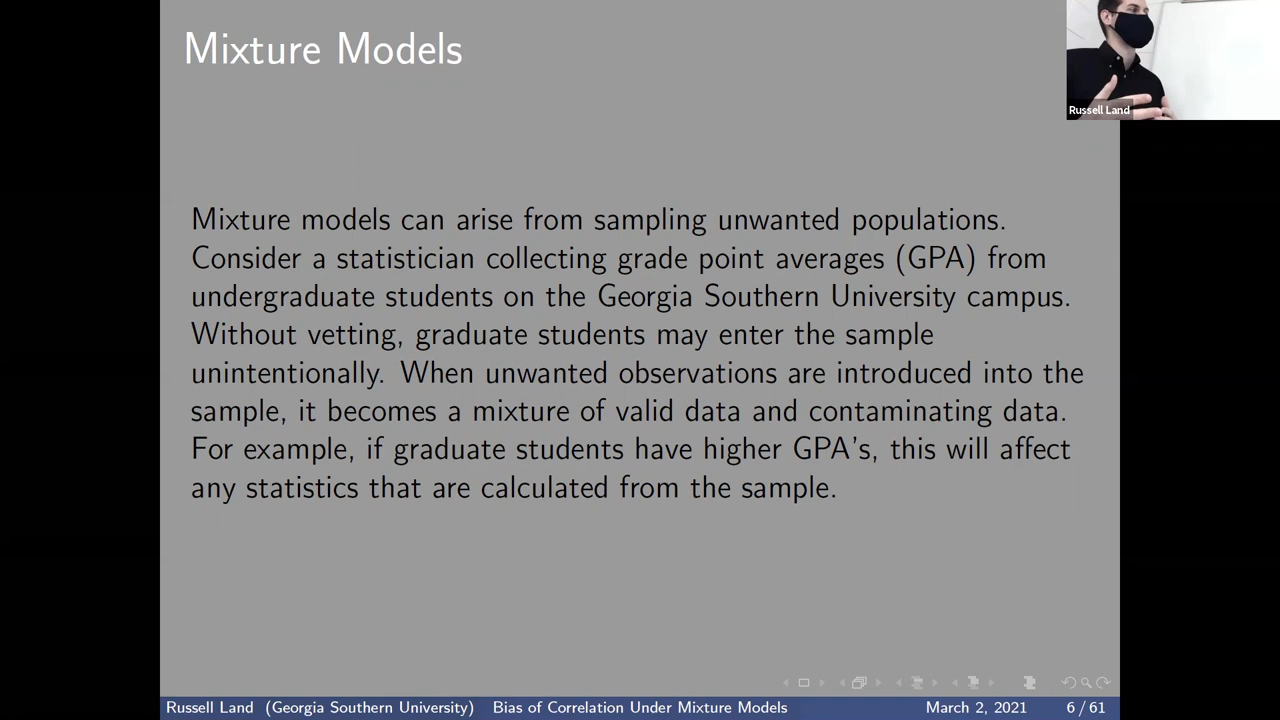 Mixture Models
Russell Land
Mixture models can arise from sampling unwanted populations.
Consider a statistician collecting grade point averages (GPA) from
undergraduate students on the Georgia Southern University campus.
Without vetting, graduate students may enter the sample
unintentionally. When unwanted observations are introduced into the
sample, it becomes a mixture of valid data and contaminating data.
For example, if graduate students have higher GPA's, this will affect
any statistics that are calculated from the sample.
Russell Land (Georgia Southern University) Bias of Correlation Under Mixture Models March 2, 2021 6 / 61